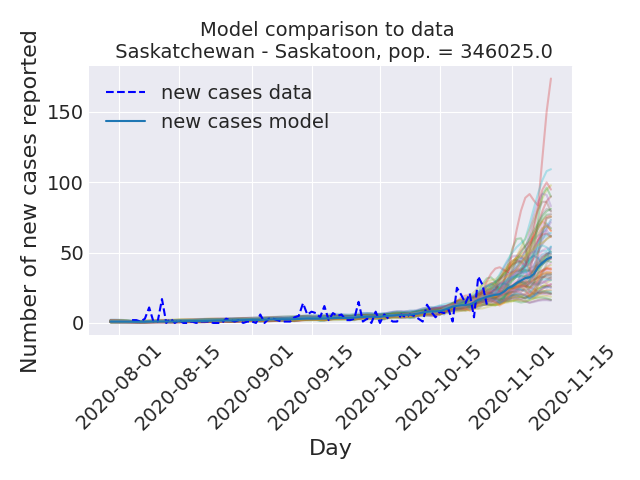 Model comparison to data
Saskatchewan - Saskatoon, pop. = 346025.0
Number of new cases reported
150
100
50
0
new cases data
new cases model
2020-08-01
2020-08-15
2020-09-01
2020-09-15
2020-10-01
2020-10-15
2020-11-01
2020-11-15
Day